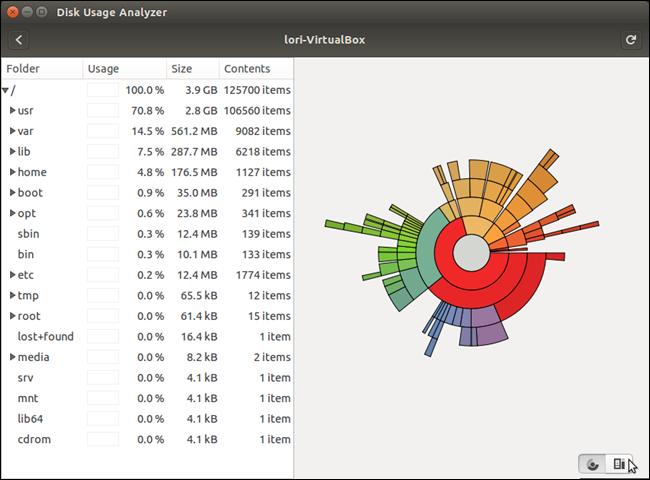 Disk Usage Analyzer
lori-VirtualBox
Folder Usage Size Contents
/ 100.0 % 3.9 GB 125700 items
usr 70.8 % 2.8 GB 106560 items
var 14.5 % 561.2 MB 9082 items
lib 7.5 % 287.7 MB 6218 items
home 4.8 % 176.5 MB 1127 items
boot 0.9 % 35.0 MB 291 items
opt 0.6 % 23.8 MB 341 items
sbin 0.3 % 12.4 MB 139 items
bin 0.3 % 10.1 MB 133 items
etc 0.2 % 12.4 MB 1774 items
tmp 0.0 % 65.5 kB 12 items
root 0.0 % 61.4 kB 15 items
lost+found 0.0 % 16.4 kB 1 item
media 0.0 % 8.2 kB 2 items
srv 0.0 % 4.1 kB 1 item
mnt 0.0 % 4.1 kB 1 item
lib64 0.0 % 4.1 kB 1 item
cdrom 0.0 % 4.1 kB 1 item